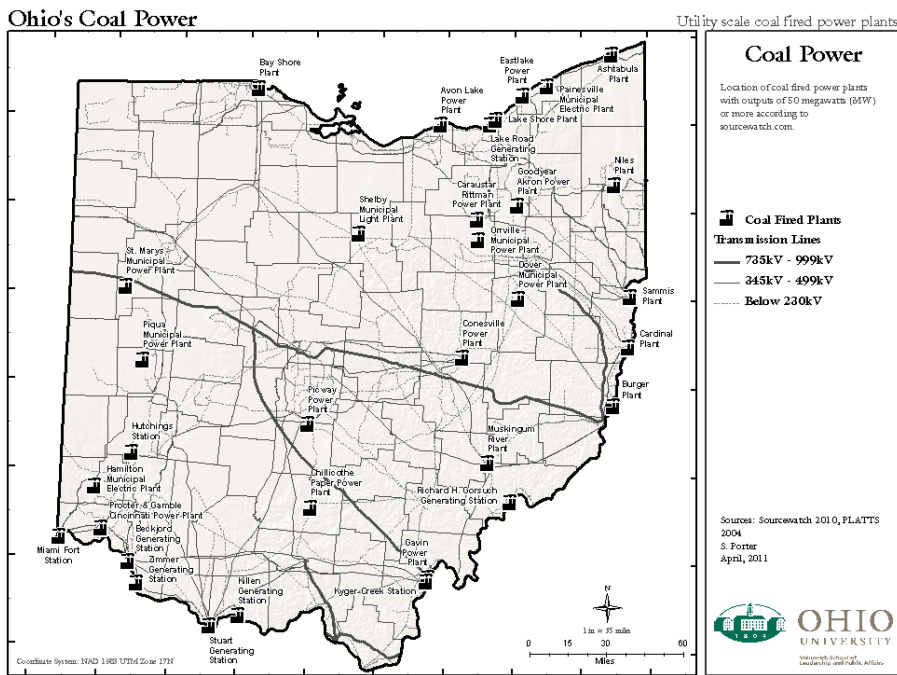 Ohio's Coal Power
Utility scale coal fired power plants
Bay Shore
Plant
Eastlake
Power
Plant
Ashtabula
Plant
Avon Lake
Power
Plant
Painesville
Municipal
Electric Plant
Lake Shore Plant
Lake Road
Generating
Station
Niles
Plant
Goodyear
Akron Power
Plant
Caraustar
Rittman
Power Plant
Shelby
Municipal
Light Plant
Orrville
Municipal
Power Plant
St. Marys
Municipal
Power Plant
Dover
Municipal
Power Plant
Sammis
Plant
Piqua
Municipal
Power Plant
Conesville
Power
Plant
Cardinal
Plant
Picway
Power
Plant
Burger
Plant
Hutchings
Station
Muskingum
River
Plant
Hamilton
Municipal
Electric Plant
Chillicothe
Paper Power
Plant
Richard H. Gorsuch
Generating Station
Procter & Gamble
Cincinnati Power Plant
Beckjord
Generating
Station
Miami Fort
Station
Zimmer
Generating
Station
Gavin
Power
Plant
Killen
Generating
Station
Kyger Creek Station
Stuart
Generating
Station
N
1 in = 35 miles
0 15 30 60
Miles
Coordinate System: NAD 1983 UTM Zone 17N
Coal Power
Location of coal fired power plants
with outputs of 50 megawatts (MW)
or more according to
sourcewatch.com.
Coal Fired Plants
Transmission Lines
735kV - 999kV
345kV - 499kV
Below 230kV
Sources: Sourcewatch 2010, PLATTS
2004
S. Porter
April, 2011
1804
OHIO
UNIVERSITY
Voinovich School of
Leadership and Public Affairs